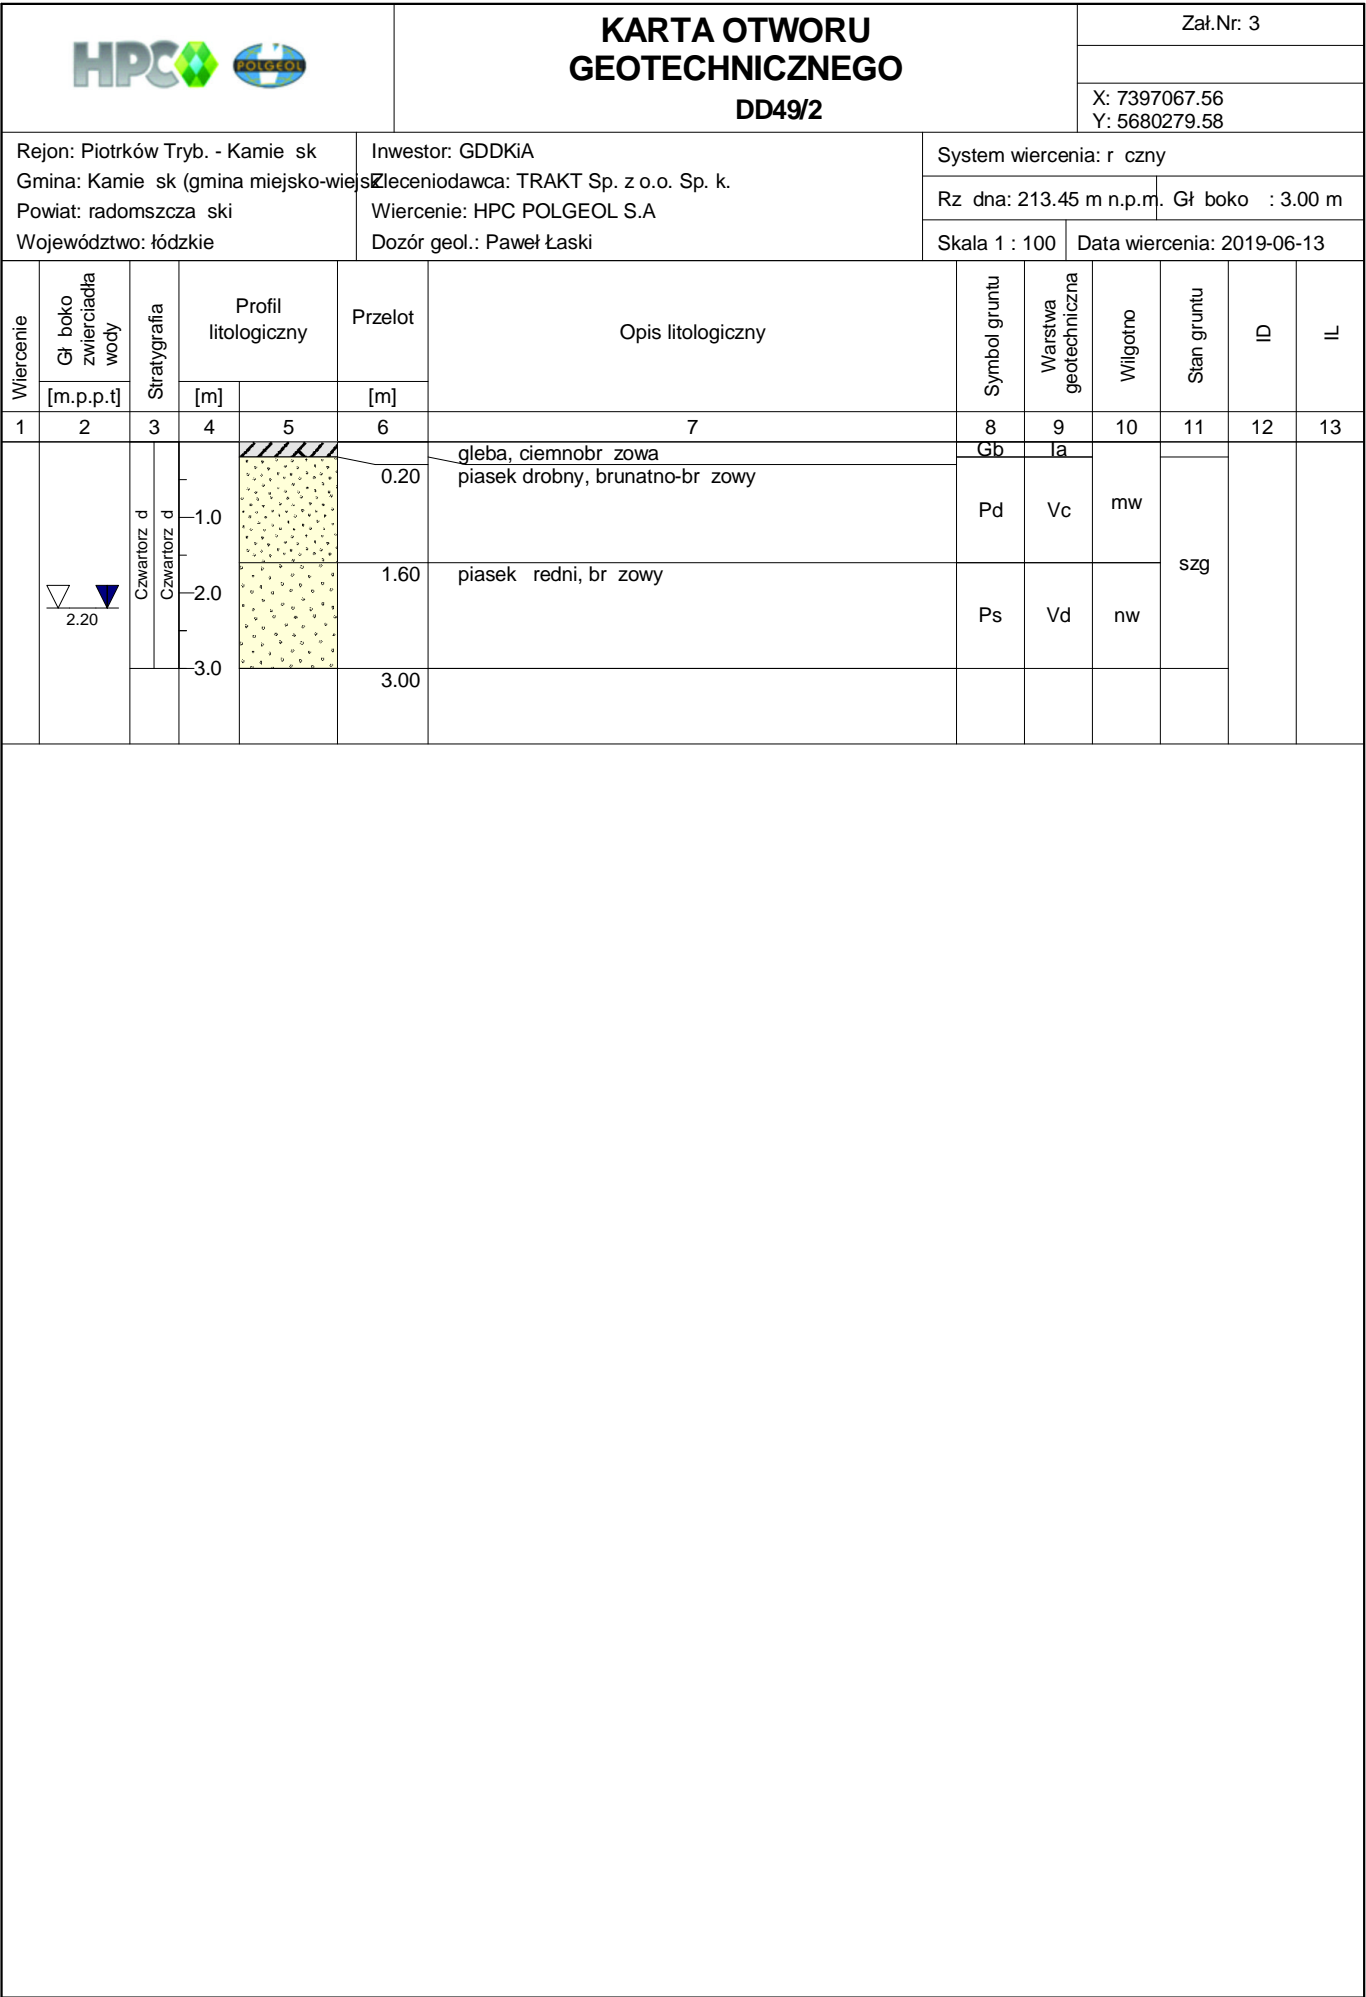 HPC POLGEOL
KARTA OTWORU
GEOTECHNICZNEGO
DD49/2
Zał.Nr: 3
X: 7397067.56
Y: 5680279.58
Rejon: Piotrków Tryb. - Kamie sk
Gmina: Kamie sk (gmina miejsko-wiejsk
Powiat: radomszcza ski
Województwo: łódzkie
Inwestor: GDDKiA
Zleceniodawca: TRAKT Sp. z o.o. Sp. k.
Wiercenie: HPC POLGEOL S.A
Dozór geol.: Paweł Łaski
System wiercenia: r czny
Rz dna: 213.45 m n.p.m. Gł boko : 3.00 m
Skala 1 : 100 Data wiercenia: 2019-06-13
Wiercenie
Gł boko
zwierciadła
wody
[m.p.p.t]
Stratygrafia
Profil
litologiczny
[m]
Przelot
[m]
Opis litologiczny
Symbol gruntu
Warstwa
geotechniczna
Wilgotno
Stan gruntu
ID
IL
1 2 3 4 5 6 7 8 9 10 11 12 13
gleba, ciemnobr zowa Gb Ia
0.20 piasek drobny, brunatno-br zowy
Czwartorz d
Czwartorz d
1.0
Pd Vc mw
szg
1.60 piasek redni, br zowy
2.0
2.20
Ps Vd nw
3.0
3.00